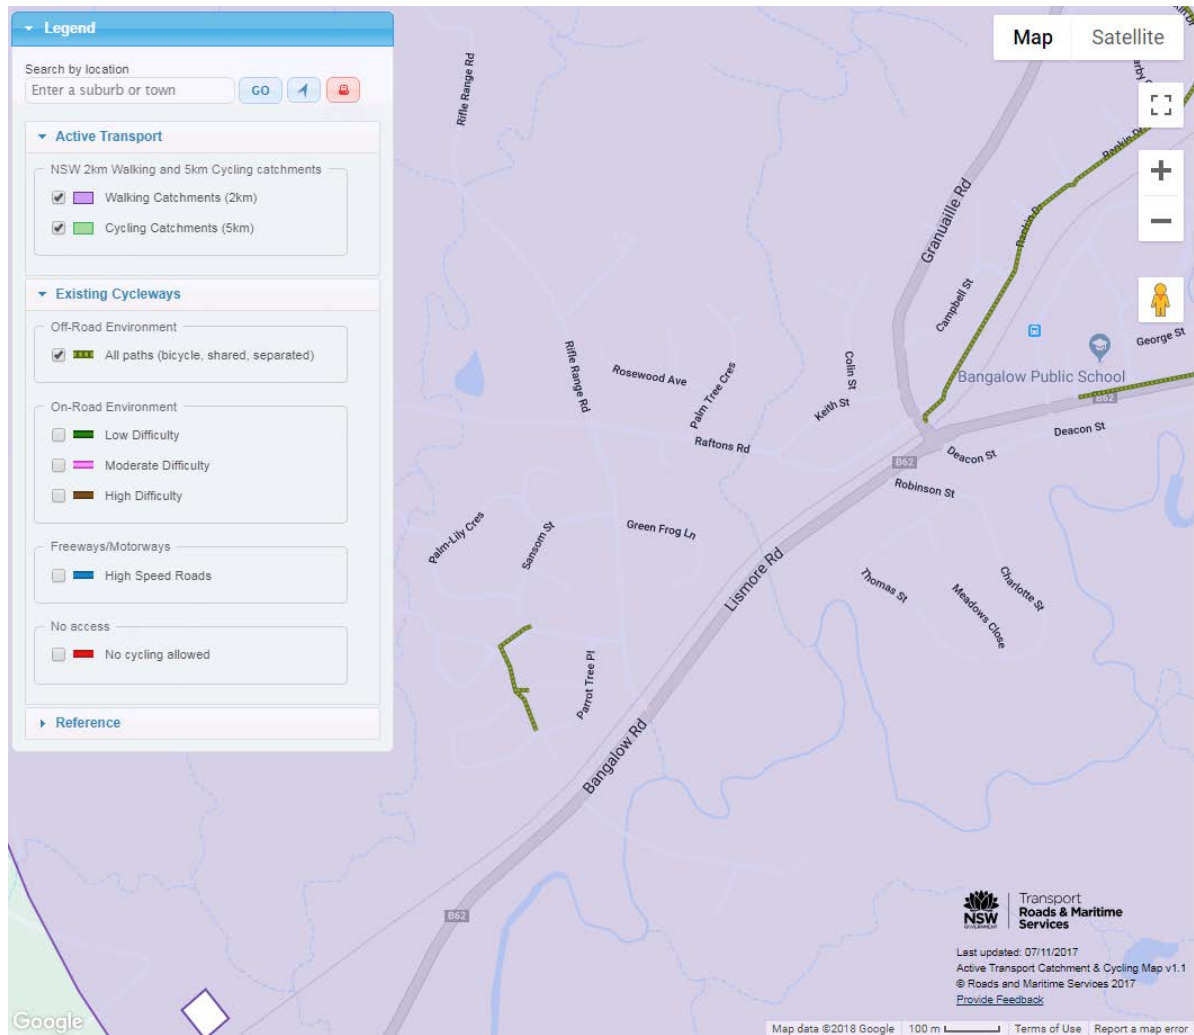 Legend
Search by location
Enter a suburb or town
GO
Active Transport
NSW 2km Walking and 5km Cycling catchments
Walking Catchments (2km)
Cycling Catchments (5km)
Existing Cycleways
Off-Road Environment
All paths (bicycle, shared, separated)
On-Road Environment
Low Difficulty
Moderate Difficulty
High Difficulty
Freeways/Motorways
High Speed Roads
No access
No cycling allowed
Reference
Map Satellite
Rifle Range Rd
Rankin Dr
Granuaille Rd
Rankin Dr
Campbell St
George St
Bangalow Public School
Rifle Range Rd
Rosewood Ave
Palm Tree Cres
Colin St
Keith St
B62
Raftons Rd
Deacon St
Deacon St
B62
Robinson St
Palm-Lily Cres
Sansom St
Green Frog Ln
Lismore Rd
Thomas St
Meadows Close
Charlotte St
Parrot Tree Pl
Bangalow Rd
B62
NSW
GOVERNMENT
Transport
Roads & Maritime
Services
Last updated: 07/11/2017
Active Transport Catchment & Cycling Map v1.1
© Roads and Maritime Services 2017
Provide Feedback
Google
Map data ©2018 Google 100 m Terms of Use Report a map error